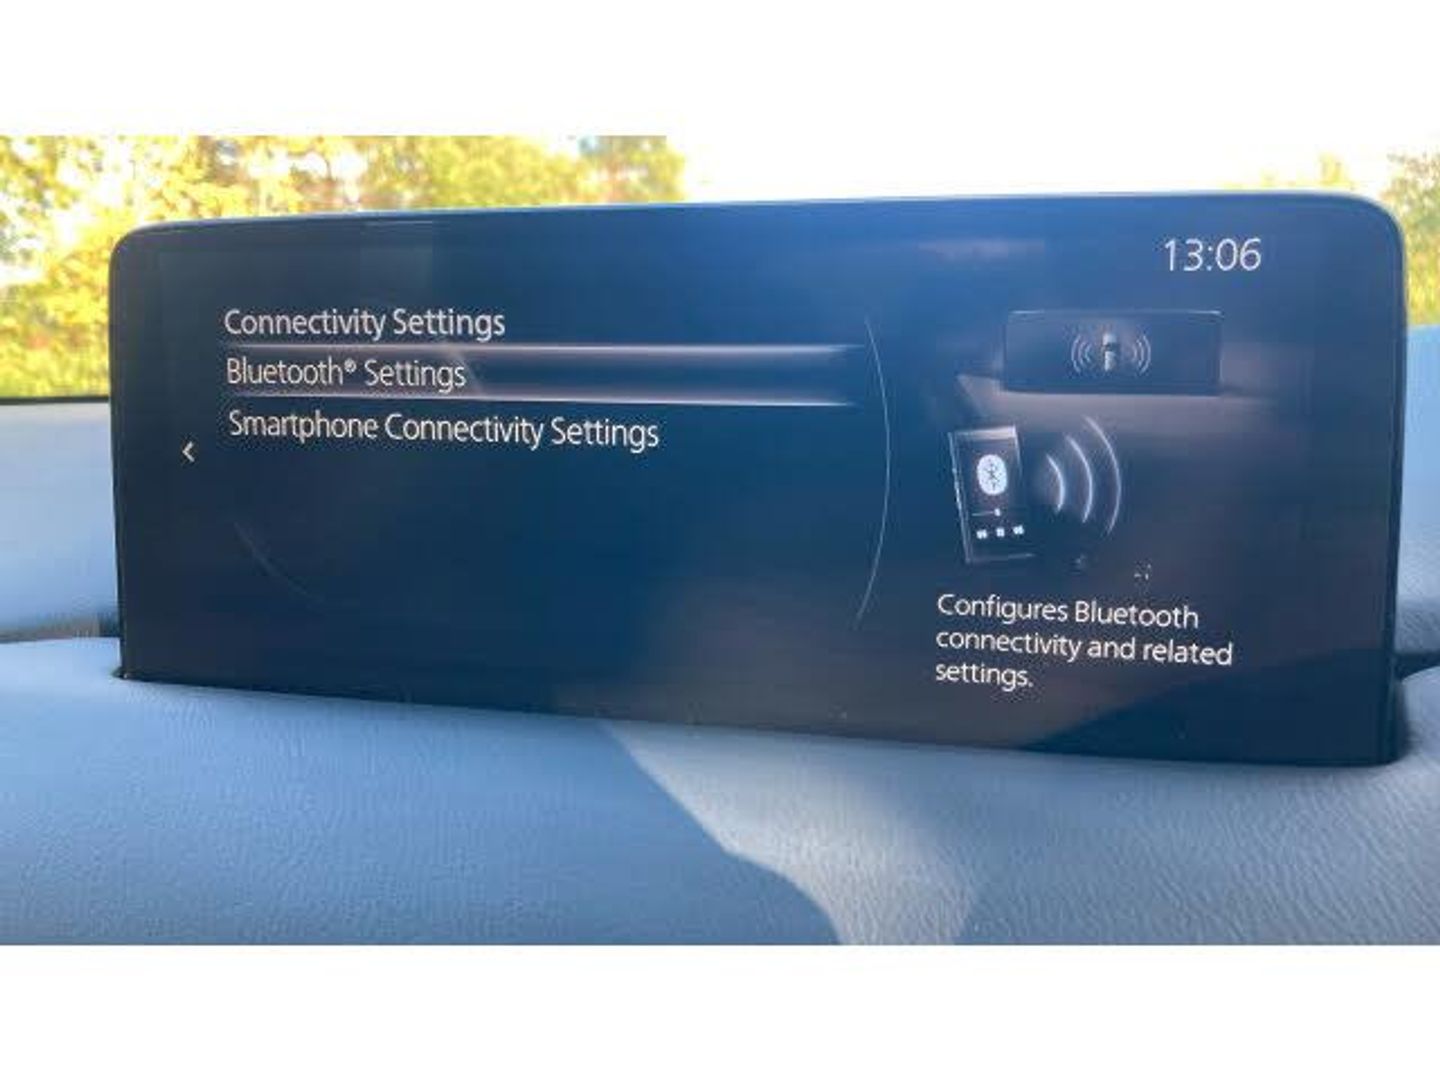 13:06
Connectivity Settings
Bluetooth® Settings
Smartphone Connectivity Settings
Configures Bluetooth
connectivity and related
settings.